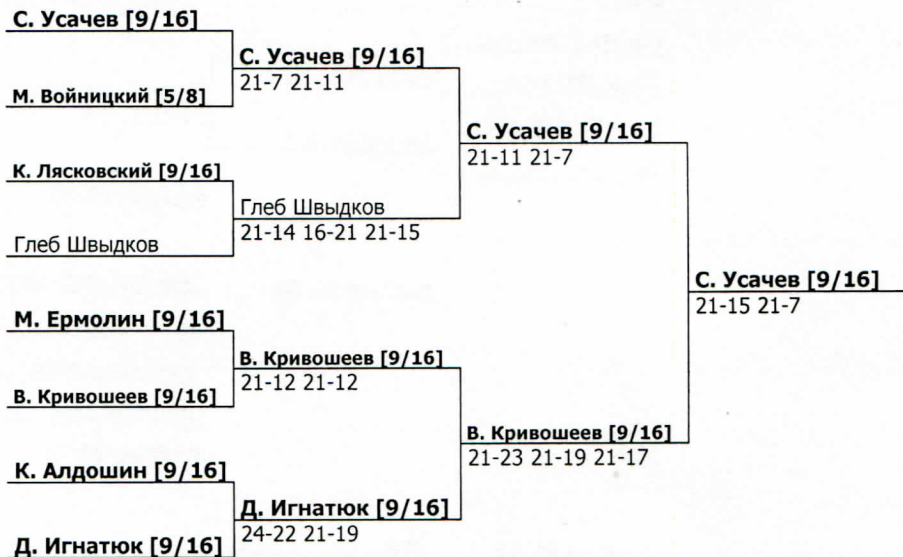 С. Усачев [9/16]
М. Войницкий [5/8]
К. Лясковский [9/16]
Глеб Швыдков
М. Ермолин [9/16]
В. Кривошеев [9/16]
К. Алдошин [9/16]
Д. Игнатюк [9/16]
С. Усачев [9/16]
21-7 21-11
Глеб Швыдков
21-14 16-21 21-15
В. Кривошеев [9/16]
21-12 21-12
Д. Игнатюк [9/16]
24-22 21-19
С. Усачев [9/16]
21-11 21-7
В. Кривошеев [9/16]
21-23 21-19 21-17
С. Усачев [9/16]
21-15 21-7